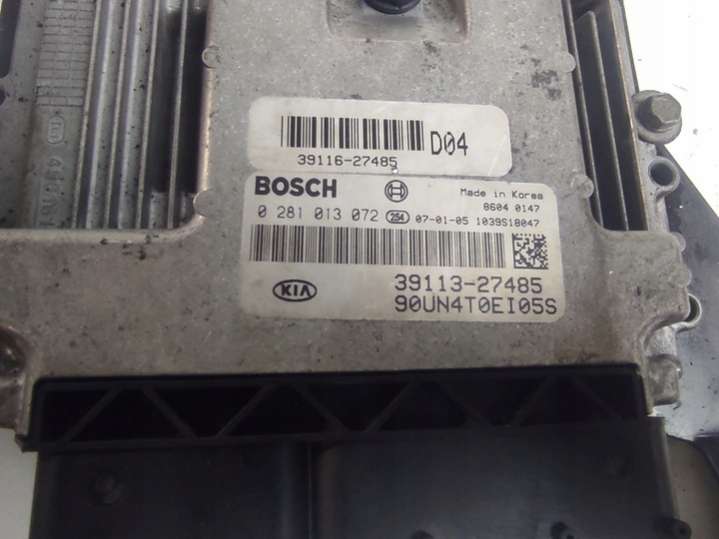 D04
39116-27485
BOSCH
Made in Korea
8604 0147
0 281 013 072 254 07-01-05 1039S18047
39113-27485
KIA
90UN4T0EI05S